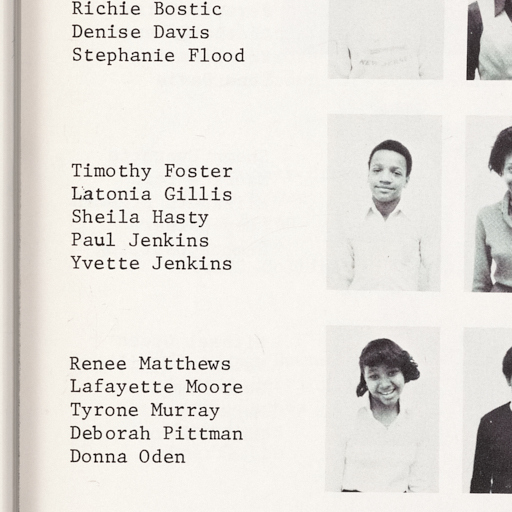 Richie Bostic
Denise Davis
Stephanie Flood
Timothy Foster
Latonia Gillis
Sheila Hasty
Paul Jenkins
Yvette Jenkins
Renee Matthews
Lafayette Moore
Tyrone Murray
Deborah Pittman
Donna Oden